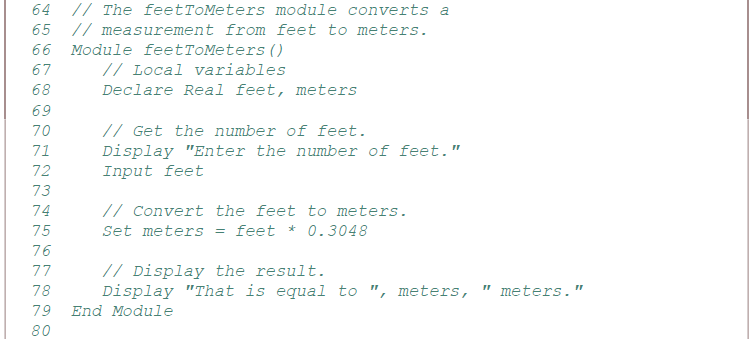 64 // The feetToMeters module converts a
65 // measurement from feet to meters.
66 Module feetToMeters()
67    // Local variables
68    Declare Real feet, meters
69
70    // Get the number of feet.
71    Display "Enter the number of feet."
72    Input feet
73
74    // Convert the feet to meters.
75    Set meters = feet * 0.3048
76
77    // Display the result.
78    Display "That is equal to ", meters, " meters."
79 End Module
80